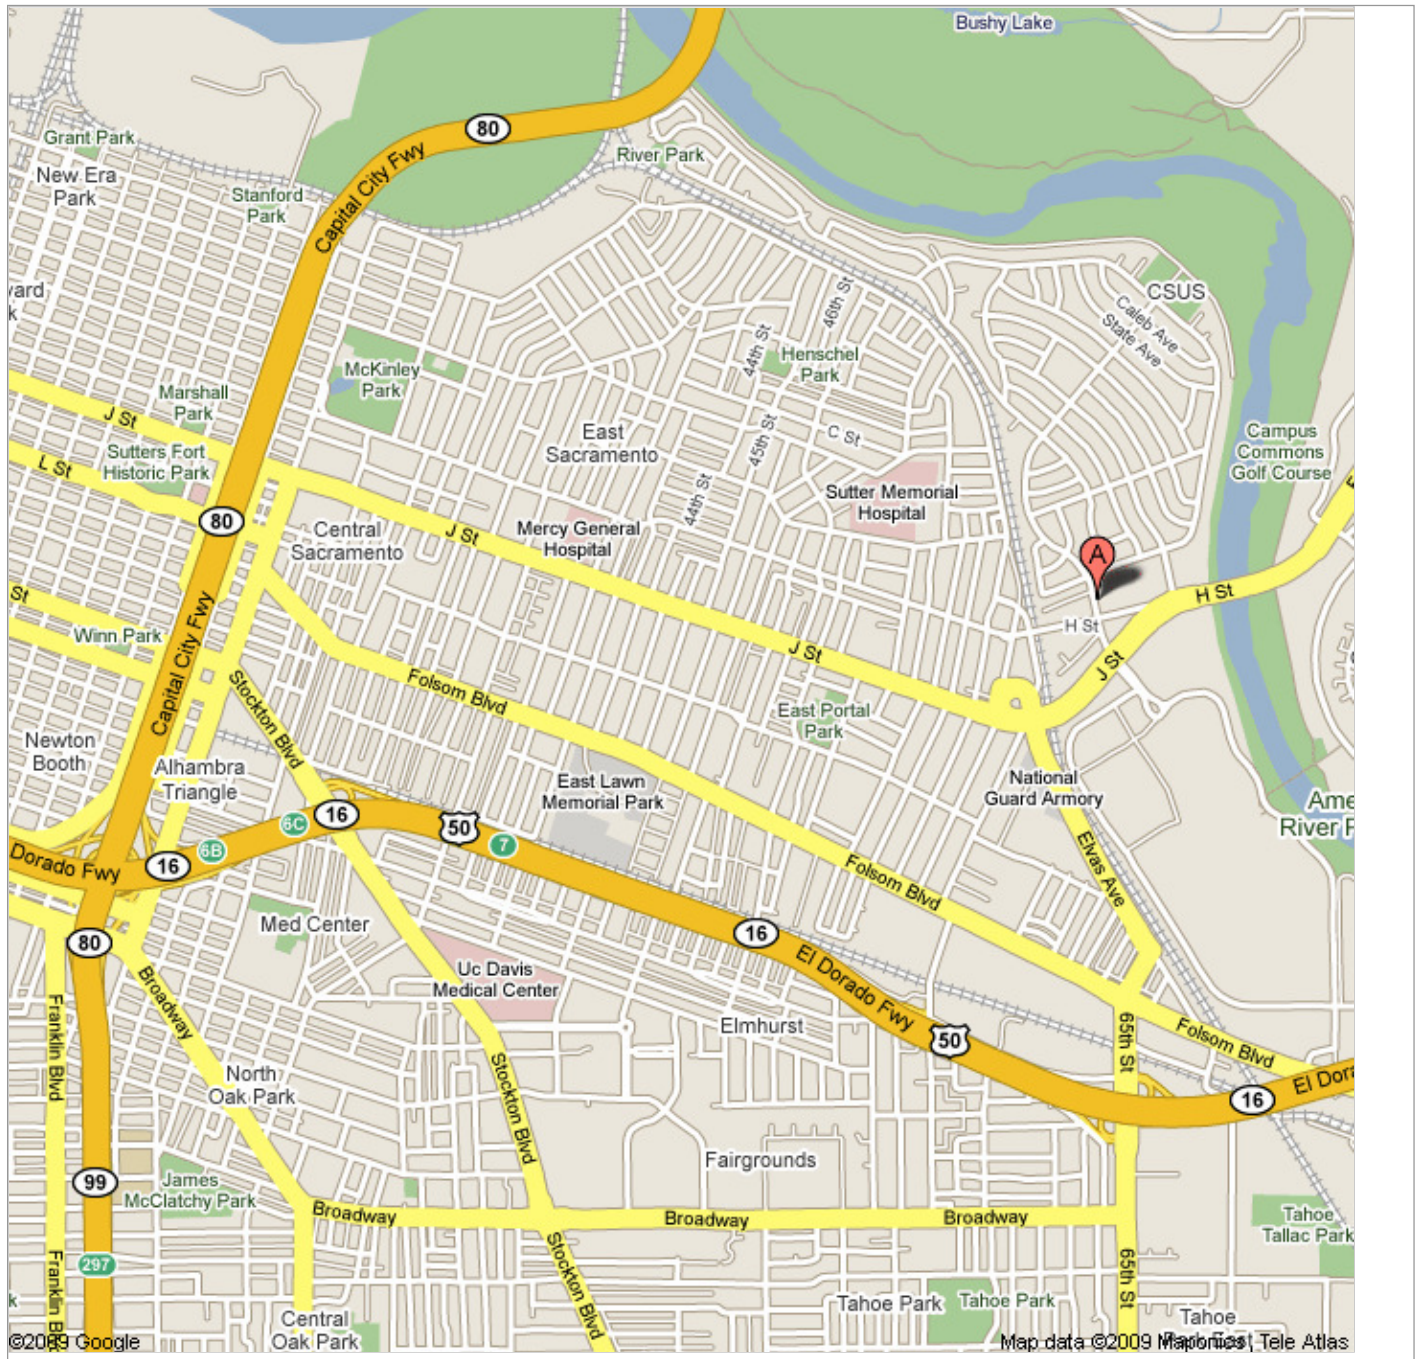 Bushy Lake
80
Grant Park
New Era
Park
Capital City Fwy
River Park
Stanford
Park
CSUS
Caleb Ave
State Ave
46th St
44th St
Henschel
Park
McKinley
Park
Marshall
Park
J St
Sutters Fort
Historic Park
L St
East
Sacramento
45th St
C St
Campus
Commons
Golf Course
44th St
Sutter Memorial
Hospital
80
Central
Sacramento
J St
Mercy General
Hospital
A
H St
H St
St
Winn Park
Capital City Fwy
J St
J St
Folsom Blvd
Stockton Blvd
East Portal
Park
Newton
Booth
Alhambra
Triangle
East Lawn
Memorial Park
National
Guard Armory
16
6C
50
7
6B
16
Dorado Fwy
Elvas Ave
Folsom Blvd
Med Center
80
16
El Dorado Fwy
Uc Davis
Medical Center
Broadway
Franklin Blvd
Elmhurst
50
65th St
Folsom Blvd
North
Oak Park
Stockton Blvd
16
99
James
McClatchy Park
Fairgrounds
Broadway
Broadway
Broadway
Tahoe
Tallac Park
297
Stockton Blvd
65th St
Central
Oak Park
Tahoe Park
Tahoe Park
Tahoe
Park East
©2009 Google
Map data ©2009 Maponics, Tele Atlas